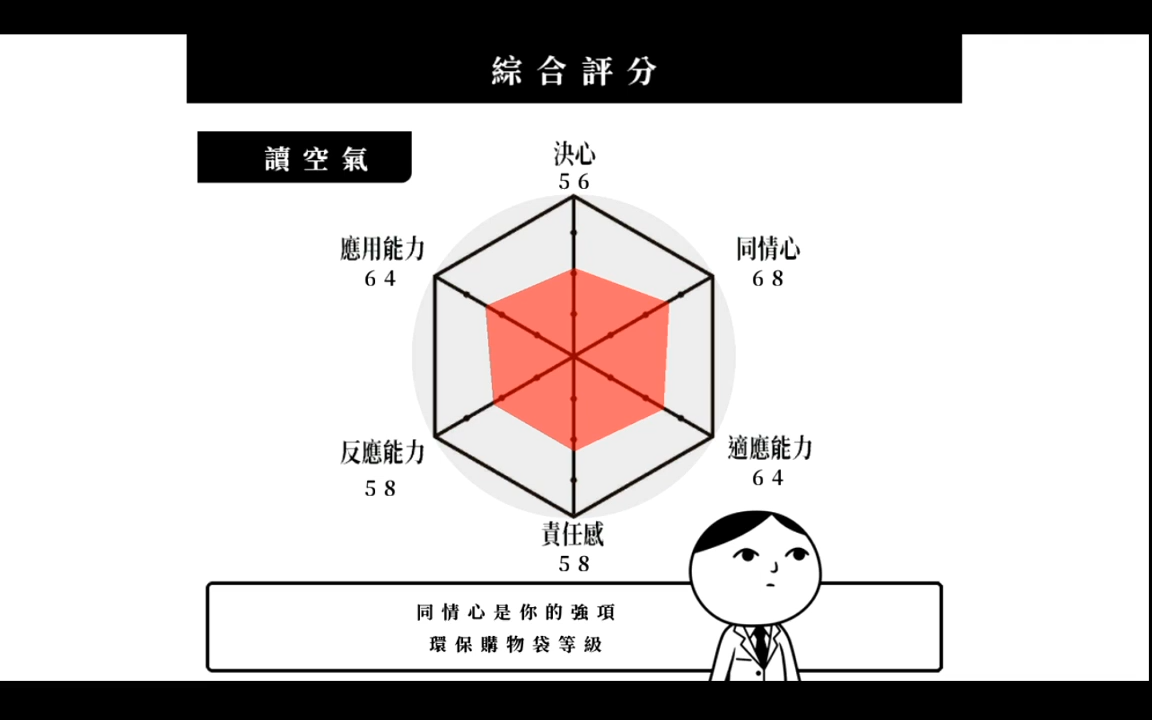 綜合評分
讀空氣
決心
56
應用能力
64
同情心
68
反應能力
58
適應能力
64
責任感
58
同情心是你的強項
環保購物袋等級